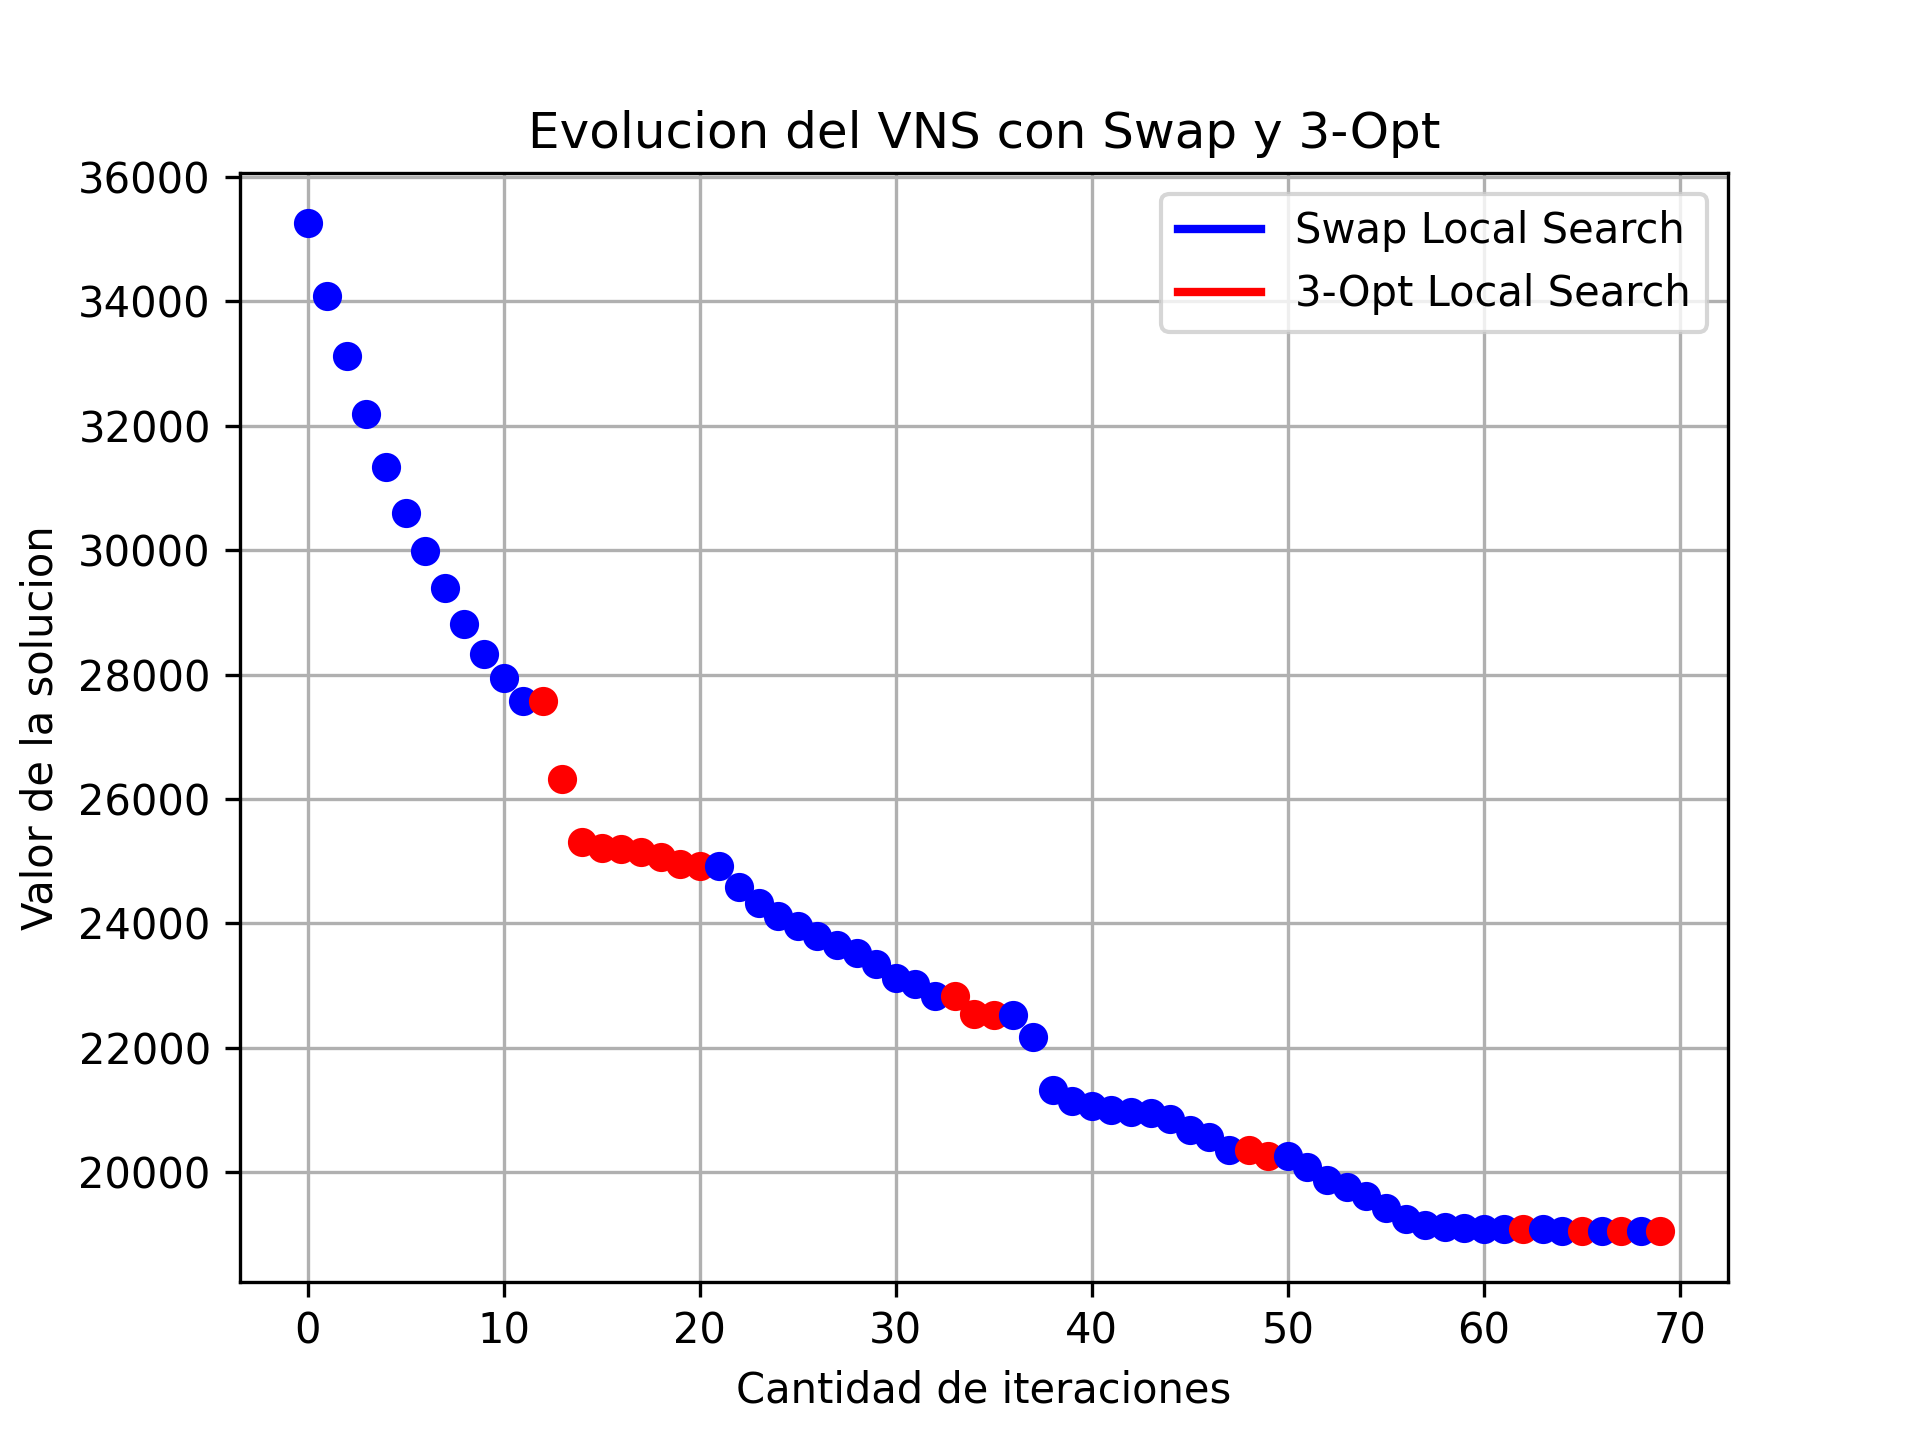 Evolucion del VNS con Swap y 3-Opt
Swap Local Search
3-Opt Local Search
Valor de la solucion
36000
34000
32000
30000
28000
26000
24000
22000
20000
0 10 20 30 40 50 60 70
Cantidad de iteraciones